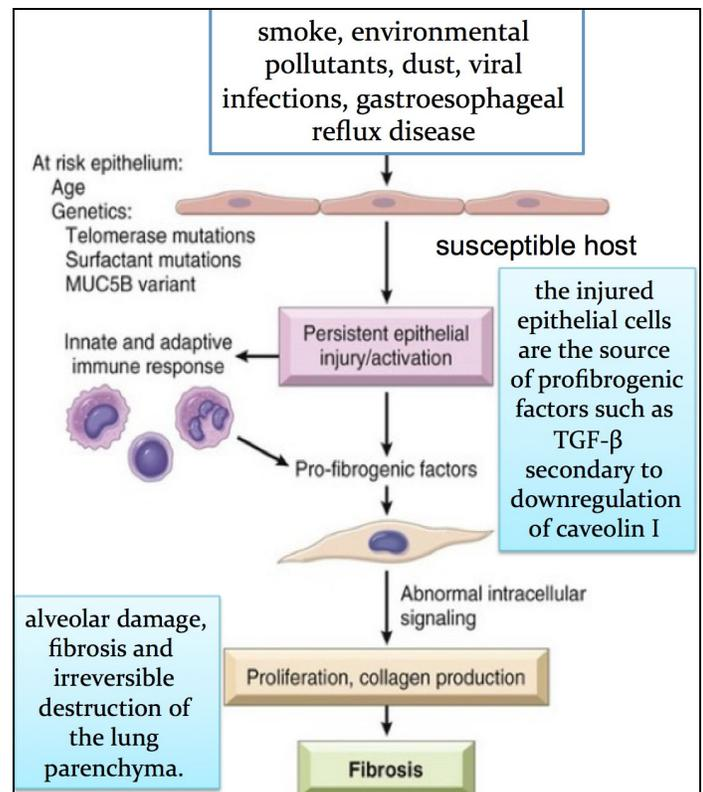 smoke, environmental
pollutants, dust, viral
infections, gastroesophageal
reflux disease
At risk epithelium:
Age
Genetics:
Telomerase mutations
Surfactant mutations
MUC5B variant
susceptible host
Persistent epithelial
injury/activation
Innate and adaptive
immune response
the injured
epithelial cells
are the source
of profibrogenic
factors such as
TGF-β
secondary to
downregulation
of caveolin I
Pro-fibrogenic factors
Abnormal intracellular
signaling
alveolar damage,
fibrosis and
irreversible
destruction of
the lung
parenchyma.
Proliferation, collagen production
Fibrosis